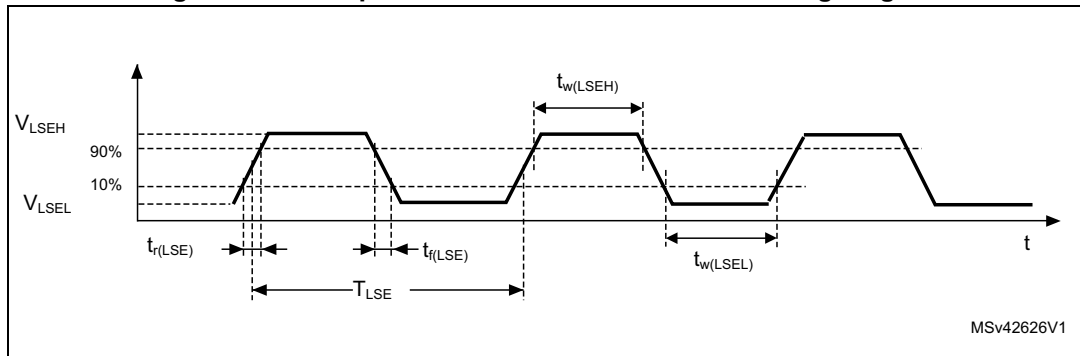 t_w(LSEH)
V_LSEH
90%
10%
V_LSEL
t_r(LSE)
t_f(LSE)
t
t_w(LSEL)
T_LSE
MSv42626V1